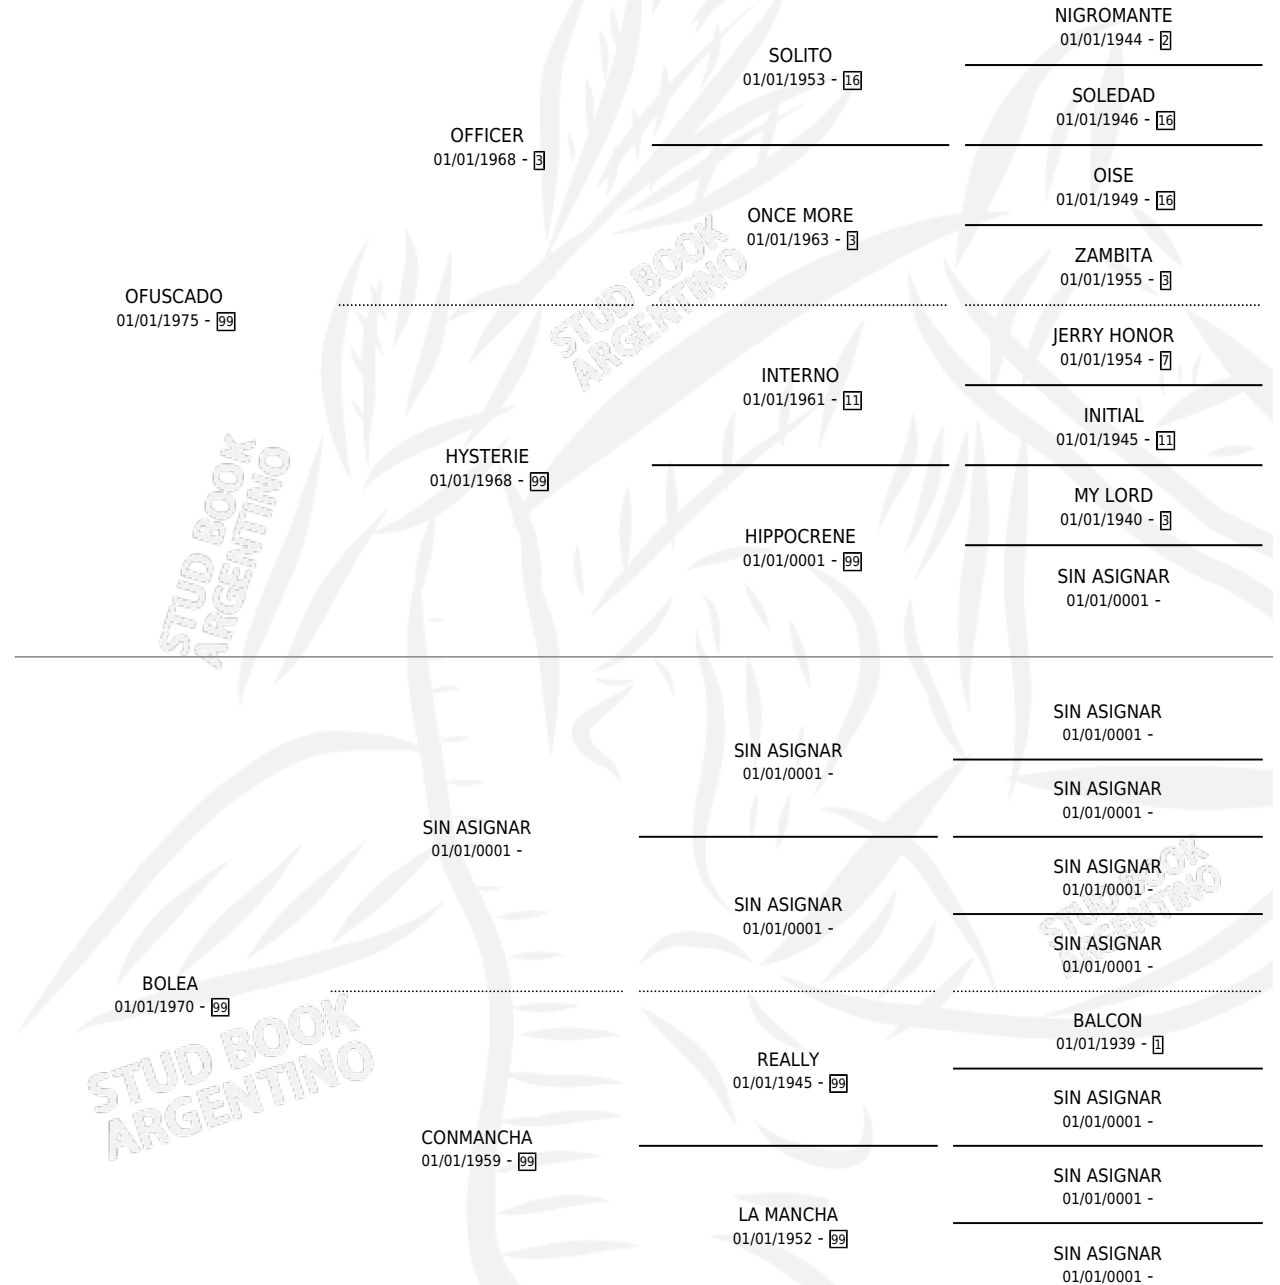 NIGROMANTE
01/01/1944 - 2
SOLITO
01/01/1953 - 16
SOLEDAD
01/01/1946 - 16
OFFICER
01/01/1968 - 3
OISE
01/01/1949 - 16
ONCE MORE
01/01/1963 - 3
ZAMBITA
01/01/1955 - 3
OFUSCADO
01/01/1975 - 99
JERRY HONOR
01/01/1954 - 7
INTERNO
01/01/1961 - 11
INITIAL
01/01/1945 - 11
HYSTERIE
01/01/1968 - 99
MY LORD
01/01/1940 - 3
HIPPOCRENE
01/01/0001 - 99
SIN ASIGNAR
01/01/0001 -
SIN ASIGNAR
01/01/0001 -
SIN ASIGNAR
01/01/0001 -
SIN ASIGNAR
01/01/0001 -
SIN ASIGNAR
01/01/0001 -
SIN ASIGNAR
01/01/0001 -
SIN ASIGNAR
01/01/0001 -
SIN ASIGNAR
01/01/0001 -
BOLEA
01/01/1970 - 99
BALCON
01/01/1939 - 1
REALLY
01/01/1945 - 99
SIN ASIGNAR
01/01/0001 -
CONMANCHA
01/01/1959 - 99
SIN ASIGNAR
01/01/0001 -
LA MANCHA
01/01/1952 - 99
SIN ASIGNAR
01/01/0001 -
STUD BOOK
ARGENTINO
STUD BOOK
ARGENTINO
STUD BOOK
ARGENTINO
STUD BOOK
ARGENTINO